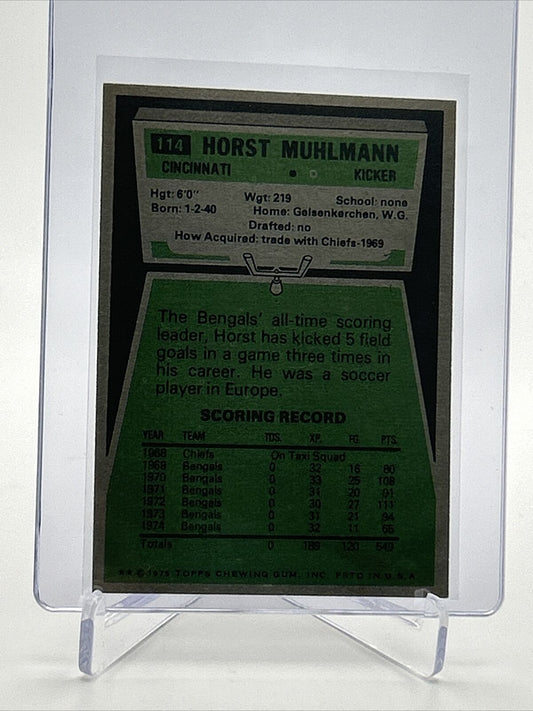 114 HORST MUHLMANN
CINCINNATI • KICKER
Hgt: 6'0" Wgt: 219 School: none
Born: 1-2-40 Home: Gelsenkerchen, W.G.
Drafted: no
How Acquired: trade with Chiefs-1969
The Bengals' all-time scoring
leader, Horst has kicked 5 field
goals in a game three times in
his career. He was a soccer
player in Europe.
SCORING RECORD
YEAR TEAM TDS. XP. FG PTS.
1968 Chiefs On Taxi Squad
1969 Bengals 0 32 16 80
1970 Bengals 0 33 25 108
1971 Bengals 0 31 20 91
1972 Bengals 0 30 27 111
1973 Bengals 0 31 21 94
1974 Bengals 0 32 11 65
Totals 0 189 120 549
** © 1975 TOPPS CHEWING GUM, INC. PRTD IN U.S.A.